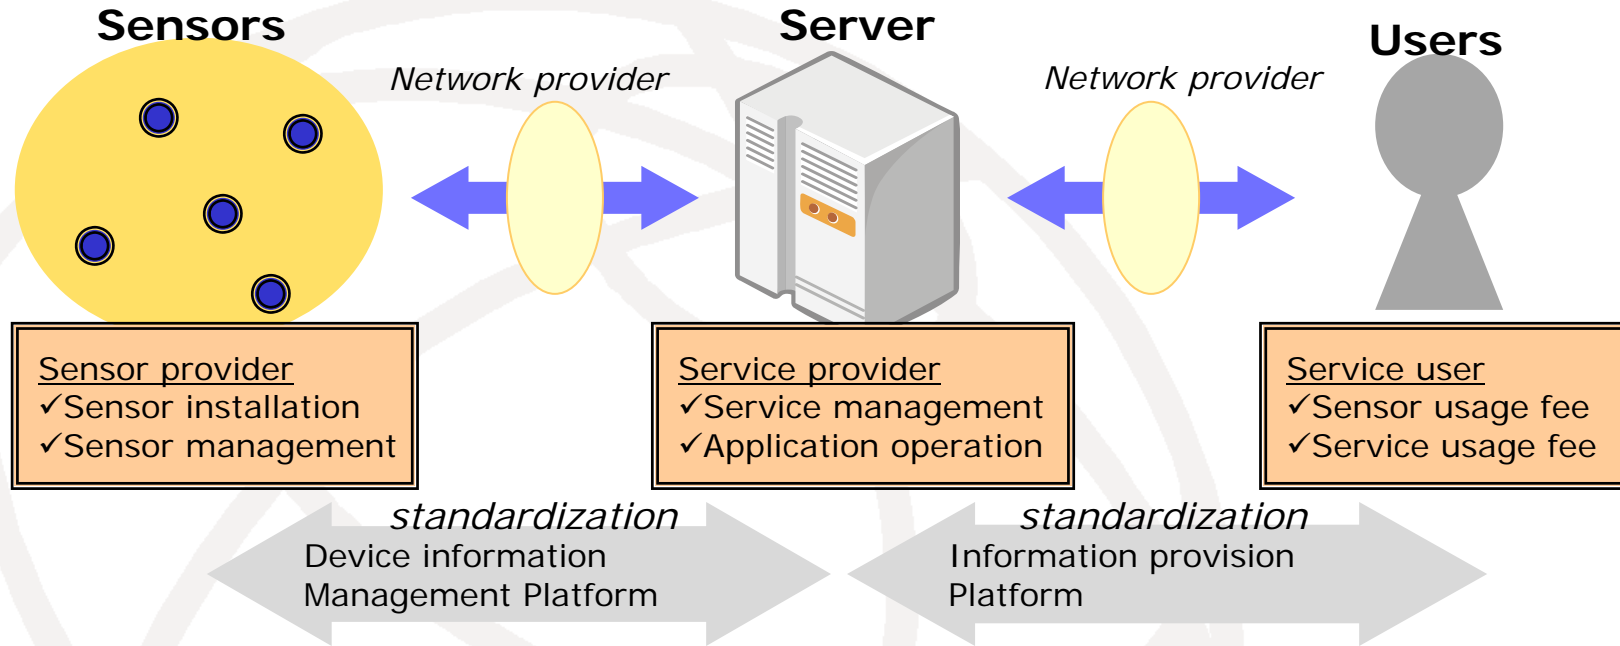 Sensors
Server
Users
Network provider
Network provider
Sensor provider
✓Sensor installation
✓Sensor management
Service provider
✓Service management
✓Application operation
Service user
✓Sensor usage fee
✓Service usage fee
standardization
Device information
Management Platform
standardization
Information provision
Platform